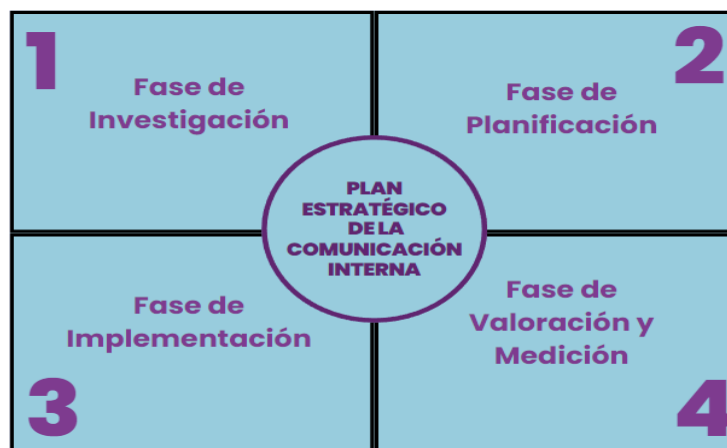 1
Fase de
Investigación
2
Fase de
Planificación
PLAN
ESTRATÉGICO
DE LA
COMUNICACIÓN
INTERNA
Fase de
Implementación
3
Fase de
Valoración y
Medición
4